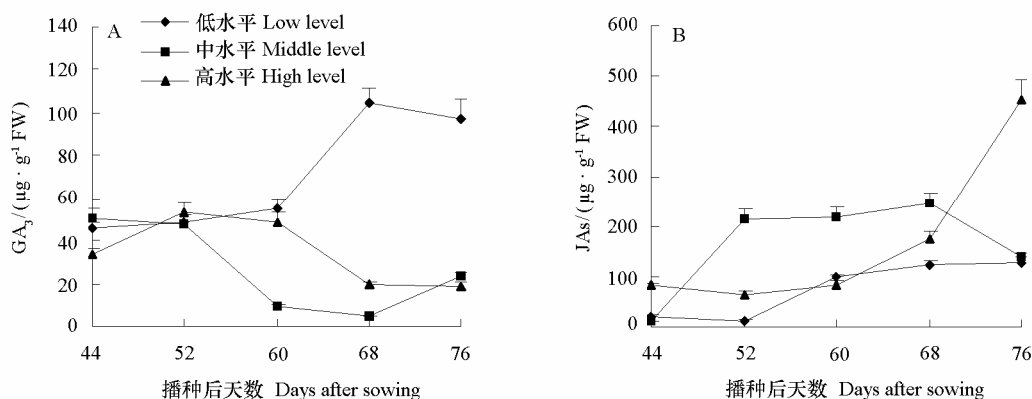 A
低水平 Low level
中水平 Middle level
高水平 High level
GA₃/(μg·g⁻¹ FW)
140
120
100
80
60
40
20
0
44 52 60 68 76
播种后天数 Days after sowing
B
JAs/(μg·g⁻¹ FW)
600
500
400
300
200
100
0
44 52 60 68 76
播种后天数 Days after sowing